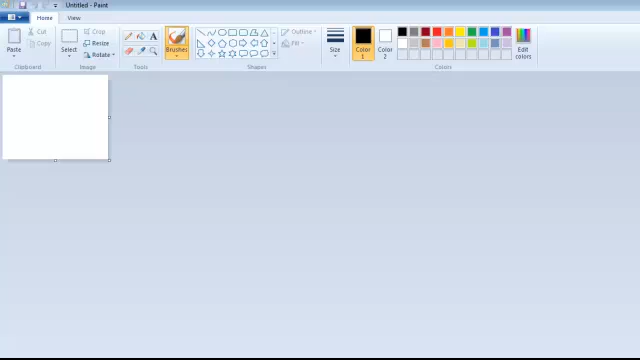 Untitled - Paint
Home View
Paste
Cut
Copy
Clipboard
Select
Crop
Resize
Rotate
Image
A
Tools
Brushes
Outline
Fill
Shapes
Size
Color 1
Color 2
Edit colors
Colors